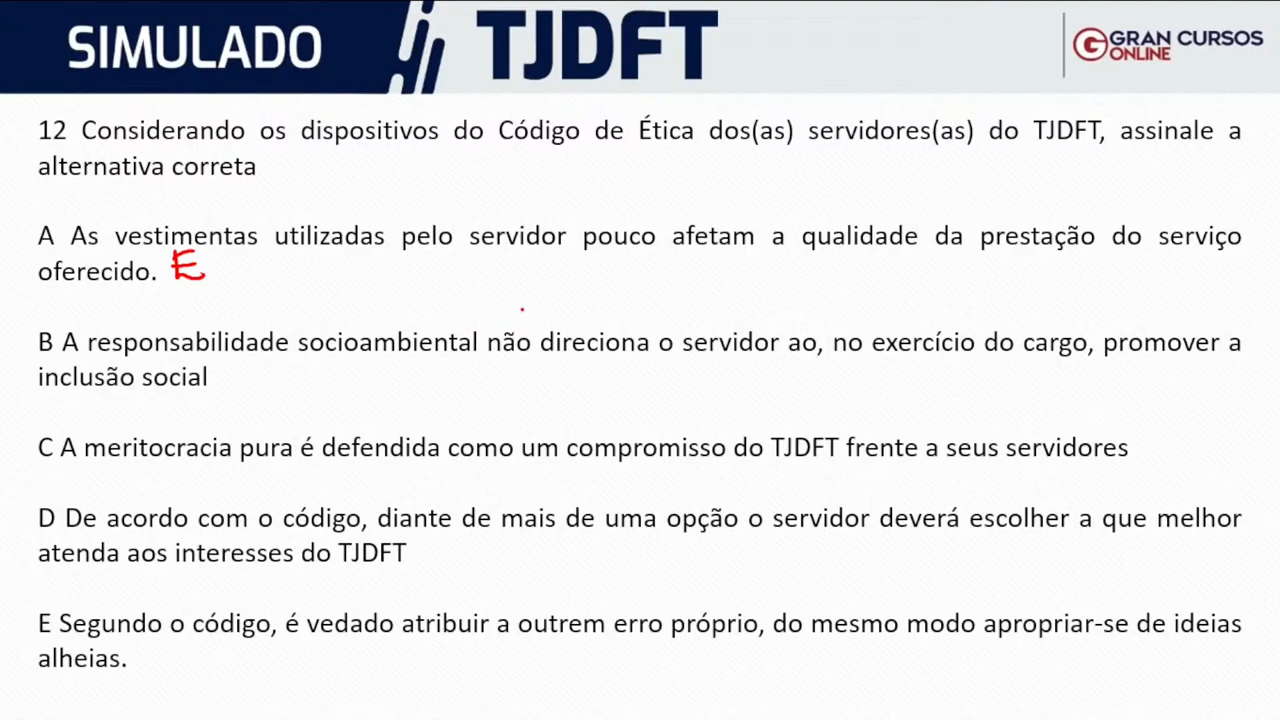 SIMULADO
TJDFT
GRAN CURSOS
ONLINE
12 Considerando os dispositivos do Código de Ética dos(as) servidores(as) do TJDFT, assinale a
alternativa correta
A As vestimentas utilizadas pelo servidor pouco afetam a qualidade da prestação do serviço
oferecido. E
B A responsabilidade socioambiental não direciona o servidor ao, no exercício do cargo, promover a
inclusão social
C A meritocracia pura é defendida como um compromisso do TJDFT frente a seus servidores
D De acordo com o código, diante de mais de uma opção o servidor deverá escolher a que melhor
atenda aos interesses do TJDFT
E Segundo o código, é vedado atribuir a outrem erro próprio, do mesmo modo apropriar-se de ideias
alheias.